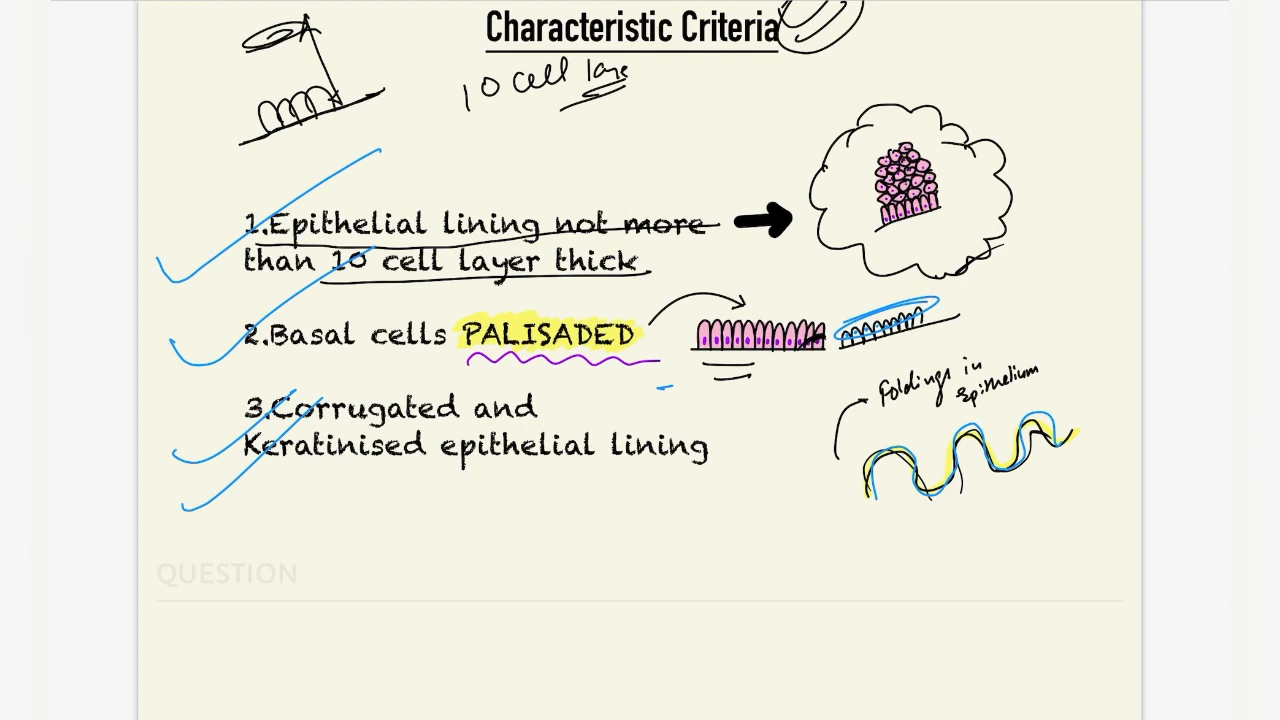 Characteristic Criteria
10 cell laye
1.Epithelial lining not more
than 10 cell layer thick
2.Basal cells PALISADED
3.Corrugated and
Keratinised epithelial lining
Foldings in
Epithelium
QUESTION